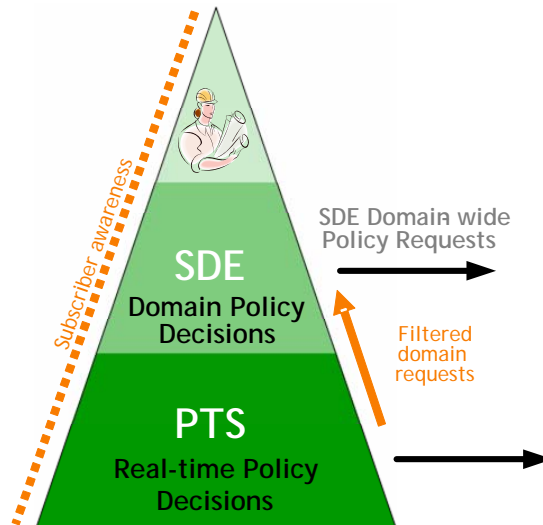 Subscriber awareness
SDE
Domain Policy
Decisions
SDE Domain wide
Policy Requests
Filtered
domain
requests
PTS
Real-time Policy
Decisions